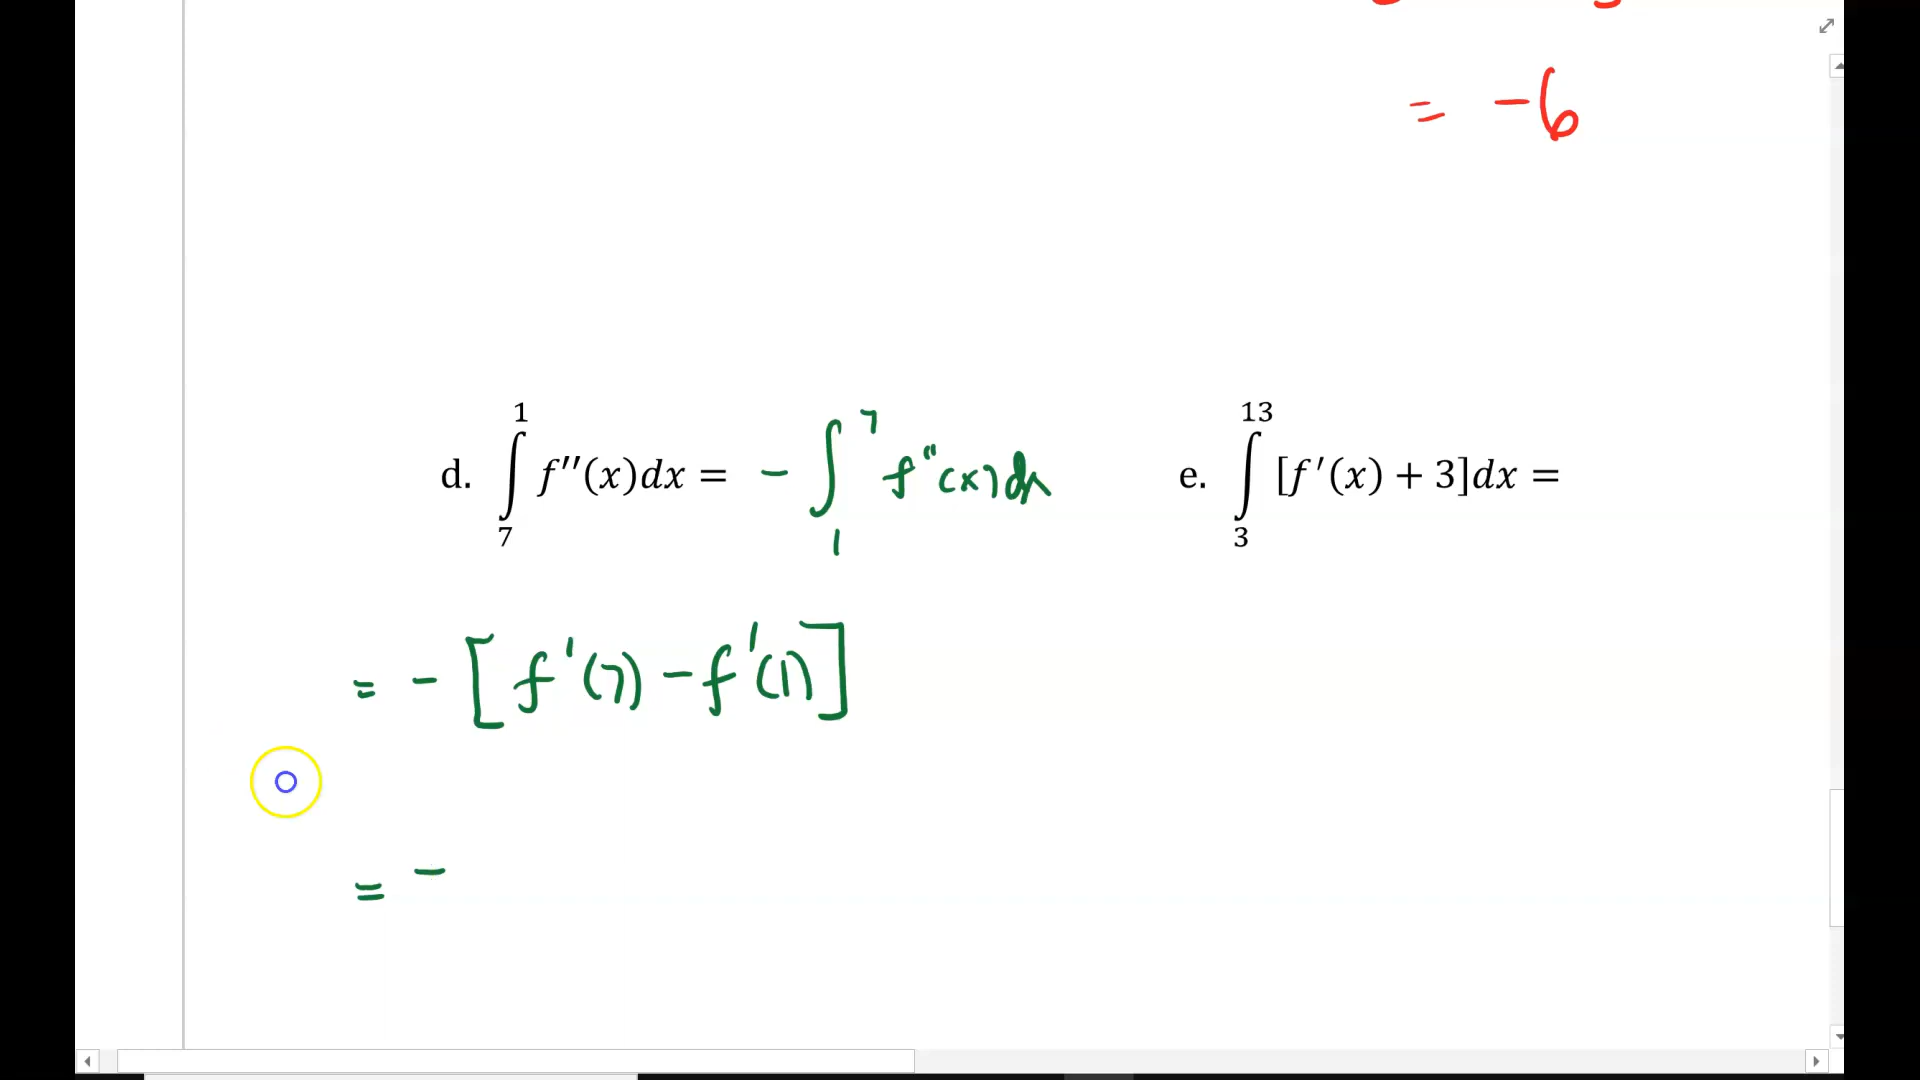 = -6
d. ∫₇¹ f′′(x)dx = - ∫₁⁷ f″(x)dx
e. ∫₃¹³ [f′(x) + 3]dx =
= - [f′(7) - f′(1)]
= -